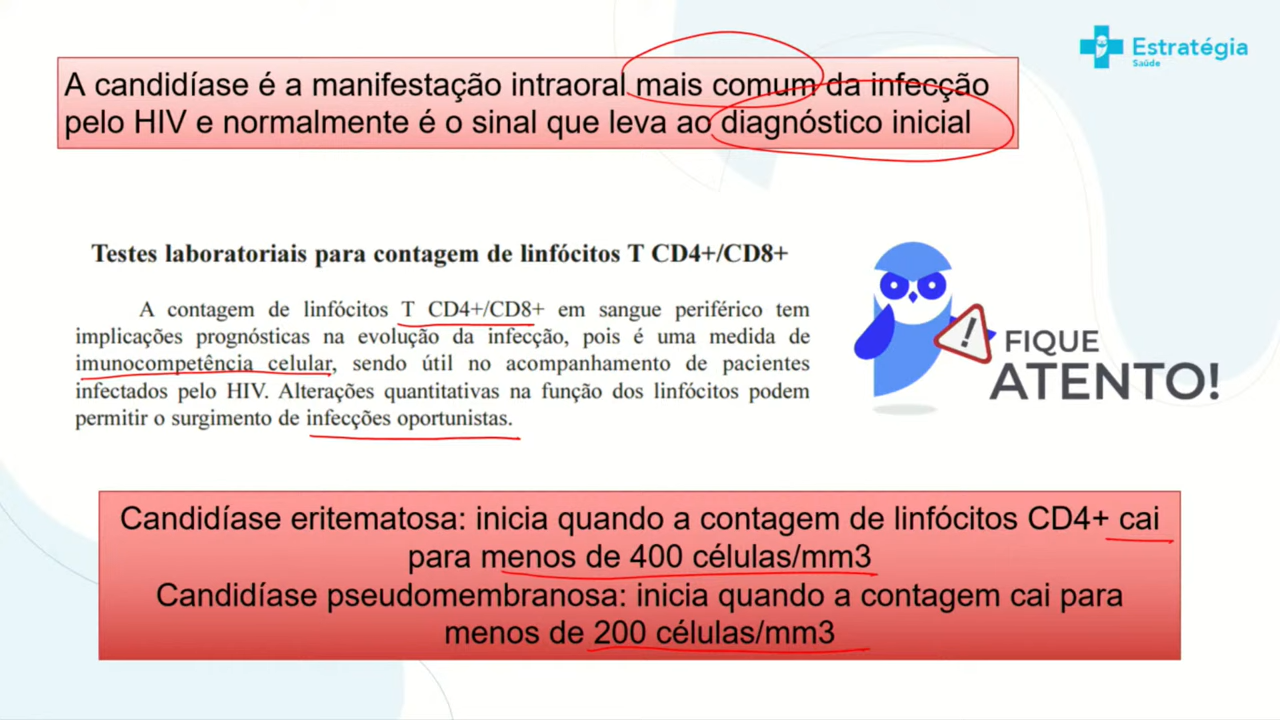 Estratégia
Saúde
A candidíase é a manifestação intraoral mais comum da infecção
pelo HIV e normalmente é o sinal que leva ao diagnóstico inicial
Testes laboratoriais para contagem de linfócitos T CD4+/CD8+
A contagem de linfócitos T CD4+/CD8+ em sangue periférico tem
implicações prognósticas na evolução da infecção, pois é uma medida de
imunocompetência celular, sendo útil no acompanhamento de pacientes
infectados pelo HIV. Alterações quantitativas na função dos linfócitos podem
permitir o surgimento de infecções oportunistas.
!
FIQUE
ATENTO!
Candidíase eritematosa: inicia quando a contagem de linfócitos CD4+ cai
para menos de 400 células/mm3
Candidíase pseudomembranosa: inicia quando a contagem cai para
menos de 200 células/mm3